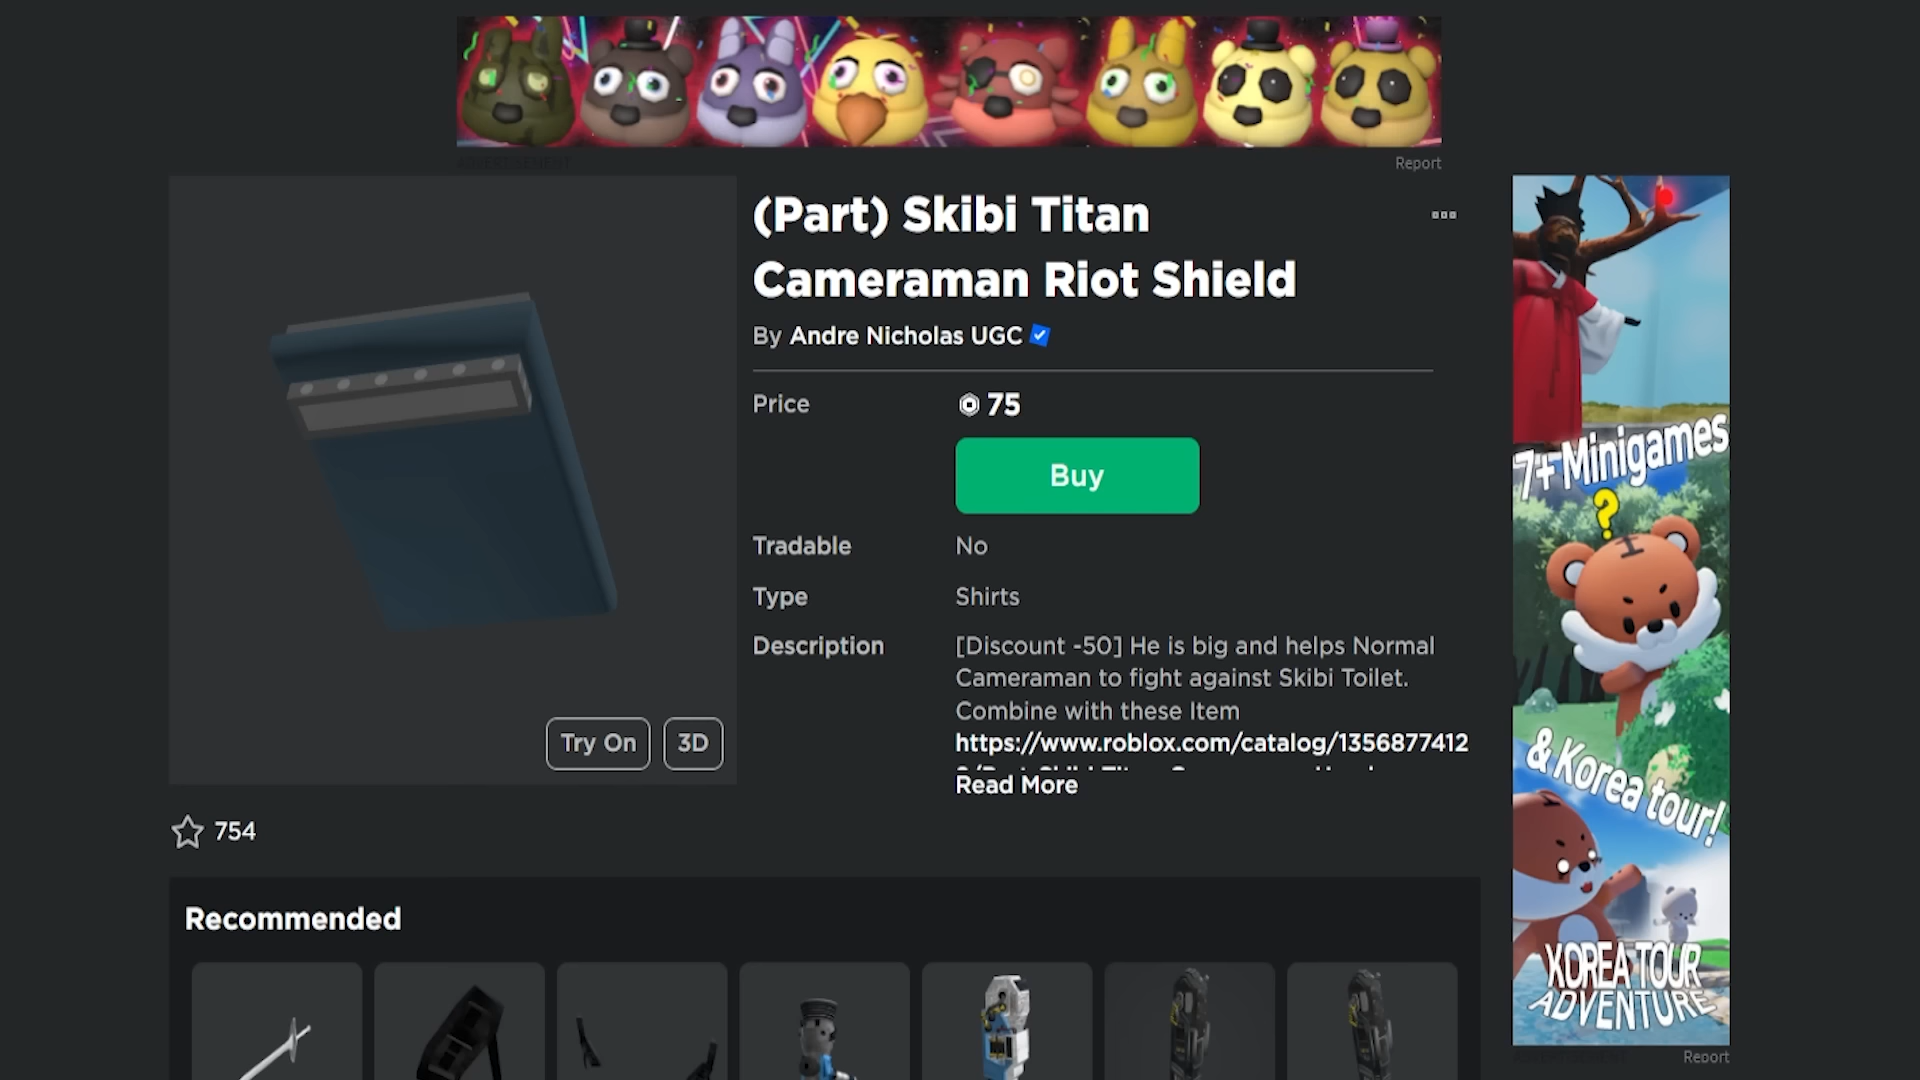 ADVERTISEMENT
Report
(Part) Skibi Titan
Cameraman Riot Shield
By Andre Nicholas UGC
Price
75
Buy
Tradable
No
Type
Shirts
Description
[Discount -50] He is big and helps Normal
Cameraman to fight against Skibi Toilet.
Combine with these Item
https://www.roblox.com/catalog/1356877412
Read More
Try On
3D
754
Recommended
7+ Minigames
?
& Korea tour!
KOREA TOUR
ADVENTURE
Report